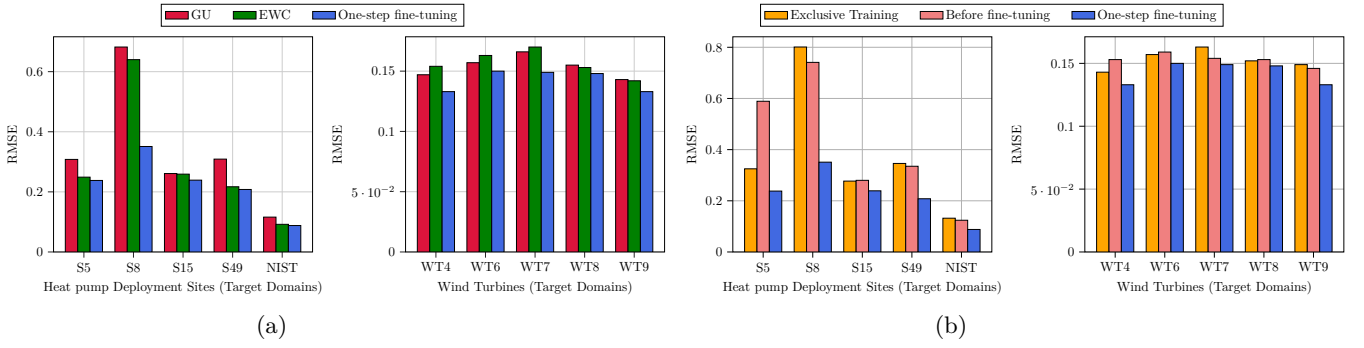 GU EWC One-step fine-tuning
0.6
0.4
0.2
0
RMSE
S5 S8 S15 S49 NIST
Heat pump Deployment Sites (Target Domains)
0.15
0.1
5 · 10⁻²
0
RMSE
WT4 WT6 WT7 WT8 WT9
Wind Turbines (Target Domains)
(a)
Exclusive Training Before fine-tuning One-step fine-tuning
0.8
0.6
0.4
0.2
0
RMSE
S5 S8 S15 S49 NIST
Heat pump Deployment Sites (Target Domains)
0.15
0.1
5 · 10⁻²
0
RMSE
WT4 WT6 WT7 WT8 WT9
Wind Turbines (Target Domains)
(b)